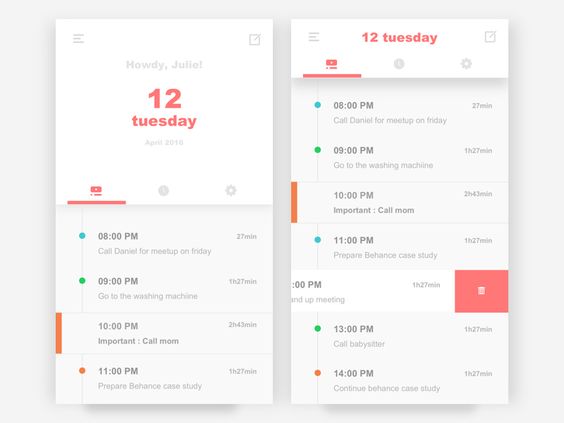 Howdy, Julie!
12
tuesday
April 2016
08:00 PM 27min
Call Daniel for meetup on friday
09:00 PM 1h27min
Go to the washing machiine
10:00 PM 2h43min
Important : Call mom
11:00 PM 1h27min
Prepare Behance case study
12 tuesday
08:00 PM 27min
Call Daniel for meetup on friday
09:00 PM 1h27min
Go to the washing machiine
10:00 PM 2h43min
Important : Call mom
11:00 PM 1h27min
Prepare Behance case study
:00 PM 1h27min
and up meeting
13:00 PM 1h27min
Call babysitter
14:00 PM 1h27min
Continue behance case study